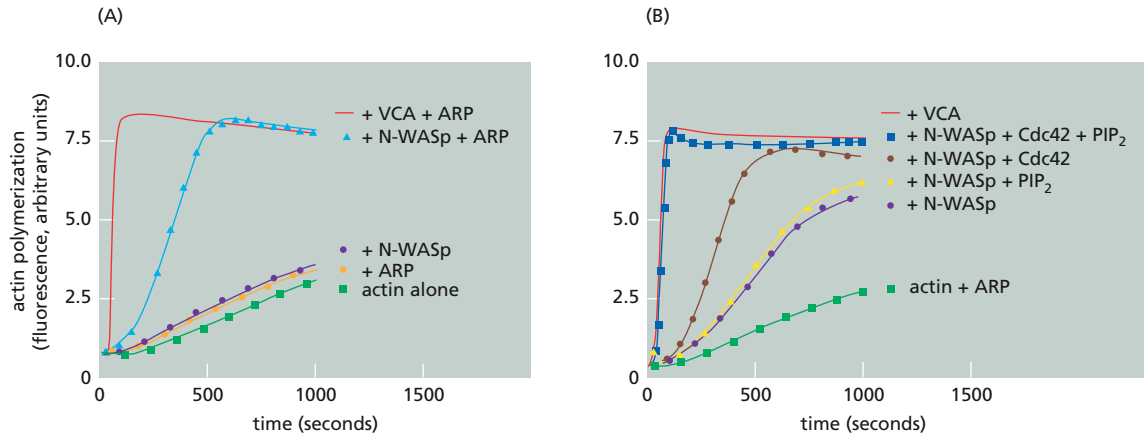 (A)
actin polymerization
(fluorescence, arbitrary units)
10.0
7.5
5.0
2.5
0
0
500
1000
1500
time (seconds)
+ VCA + ARP
+ N-WASp + ARP
+ N-WASp
+ ARP
actin alone
(B)
10.0
7.5
5.0
2.5
0
0
500
1000
1500
time (seconds)
+ VCA
+ N-WASp + Cdc42 + PIP₂
+ N-WASp + Cdc42
+ N-WASp + PIP₂
+ N-WASp
actin + ARP